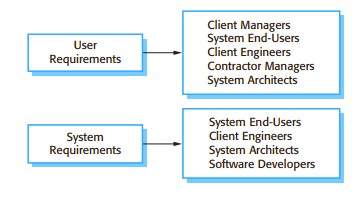 User
Requirements
Client Managers
System End-Users
Client Engineers
Contractor Managers
System Architects
System
Requirements
System End-Users
Client Engineers
System Architects
Software Developers